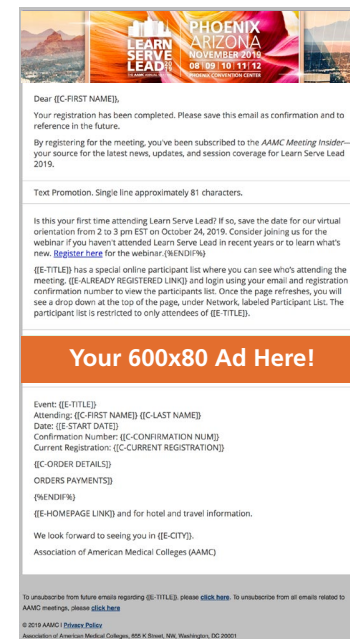 LEARN
SERVE
LEAD 2019
THE AAMC ANNUAL MEETING
PHOENIX
ARIZONA
NOVEMBER 2019
08 | 09 | 10 | 11 | 12
PHOENIX CONVENTION CENTER
Dear {[C-FIRST NAME]},
Your registration has been completed. Please save this email as confirmation and to
reference in the future.
By registering for the meeting, you've been subscribed to the AAMC Meeting Insider—
your source for the latest news, updates, and session coverage for Learn Serve Lead
2019.
Text Promotion. Single line approximately 81 characters.
Is this your first time attending Learn Serve Lead? If so, save the date for our virtual
orientation from 2 to 3 pm EST on October 24, 2019. Consider joining us for the
webinar if you haven't attended Learn Serve Lead in recent years or to learn what's
new. Register here for the webinar.{%ENDIF%}
{[E-TITLE]} has a special online participant list where you can see who's attending the
meeting. {[E-ALREADY REGISTERED LINK]} and login using your email and registration
confirmation number to view the participants list. Once the page refreshes, you will
see a drop down at the top of the page, under Network, labeled Participant List. The
participant list is restricted to only attendees of {[E-TITLE]}.
Your 600x80 Ad Here!
Event: {[E-TITLE]}
Attending: {[C-FIRST NAME]} {[C-LAST NAME]}
Date: {[E-START DATE]}
Confirmation Number: {[C-CONFIRMATION NUM]}
Current Registration: {[C-CURRENT REGISTRATION]}
{[C-ORDER DETAILS]}
ORDERS PAYMENTS]}
{%ENDIF%}
{[E-HOMEPAGE LINK]} and for hotel and travel information.
We look forward to seeing you in {[E-CITY]}.
Association of American Medical Colleges (AAMC)
To unsubscribe from future emails regarding {[E-TITLE]}, please click here. To unsubscribe from all emails related to
AAMC meetings, please click here
© 2019 AAMC | Privacy Policy
Association of American Medical Colleges, 655 K Street, NW, Washington, DC 20001